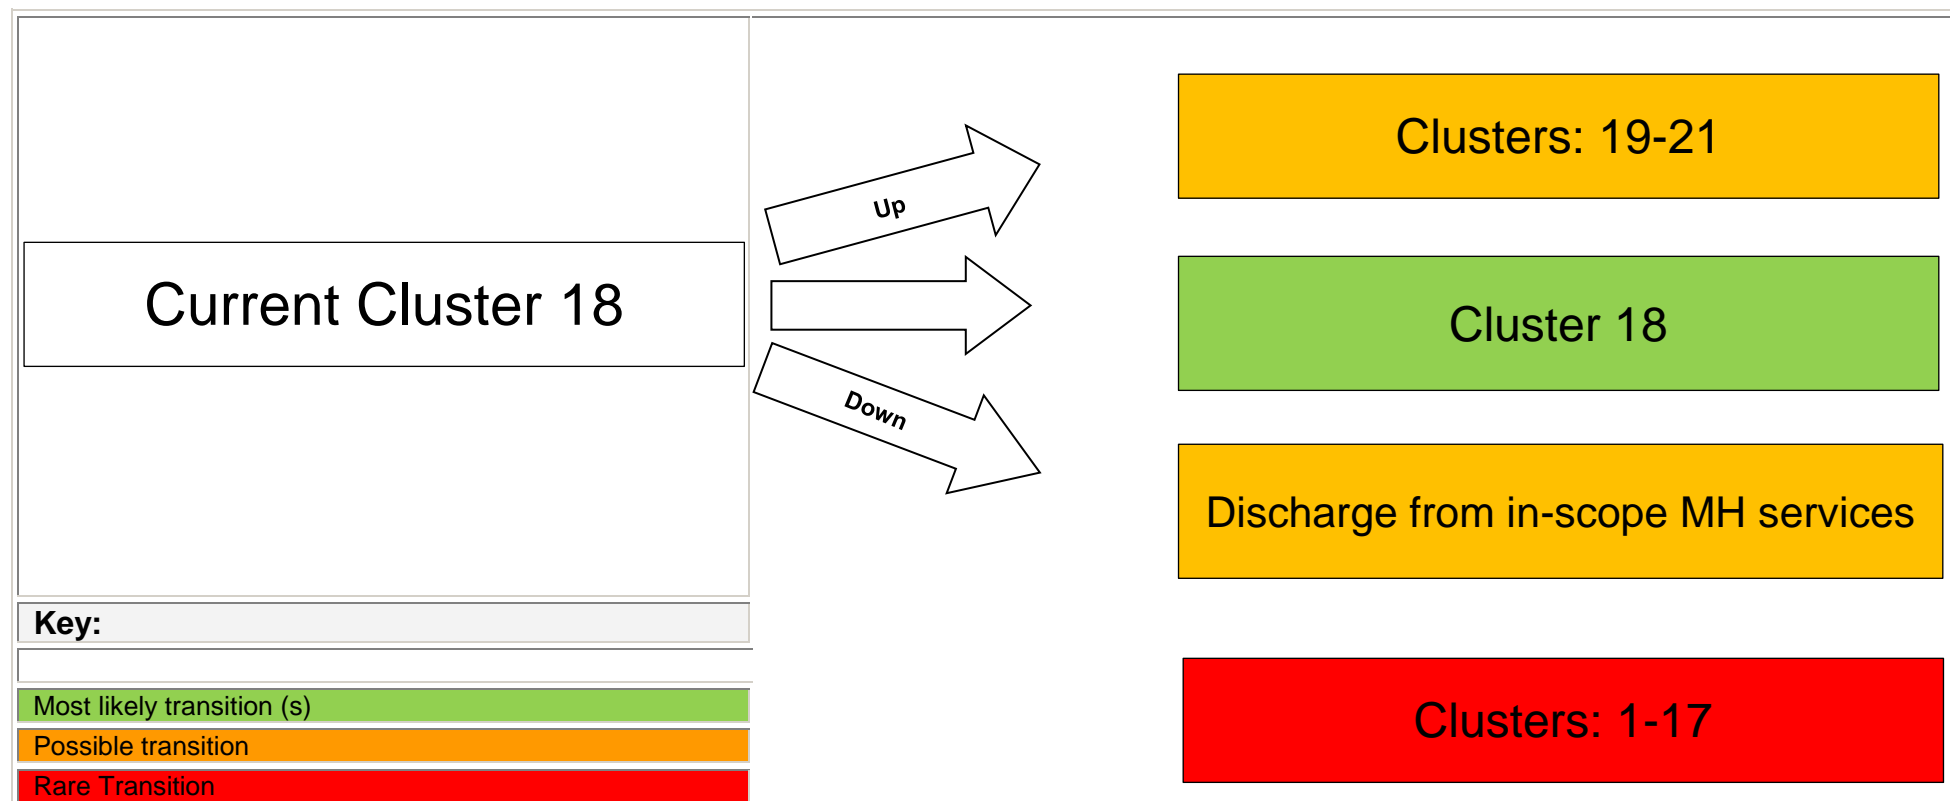 Current Cluster 18
Up
Down
Clusters: 19-21
Cluster 18
Discharge from in-scope MH services
Clusters: 1-17
Key:
Most likely transition (s)
Possible transition
Rare Transition